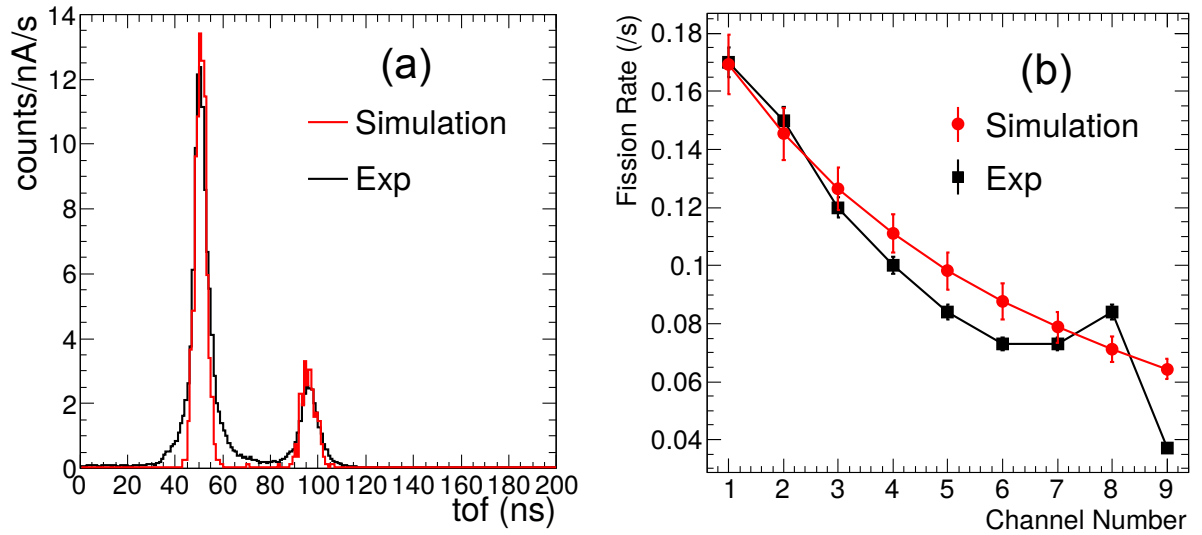 counts/nA/s
14
12
10
8
6
4
2
0
(a)
Simulation
Exp
0 20 40 60 80 100 120 140 160 180 200
tof (ns)
Fission Rate (/s)
0.18
0.16
0.14
0.12
0.1
0.08
0.06
0.04
(b)
Simulation
Exp
1 2 3 4 5 6 7 8 9
Channel Number